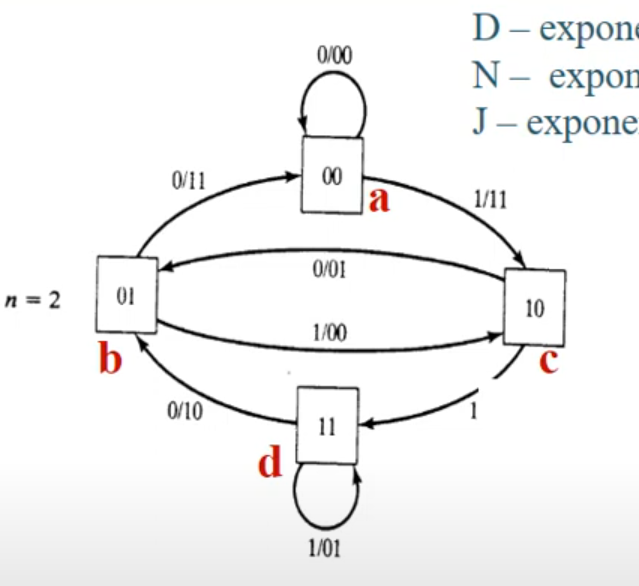 D – expone
N – expon
J – expone
0/00
00
a
0/11
1/11
0/01
n = 2
01
10
1/00
b
c
0/10
11
1
d
1/01